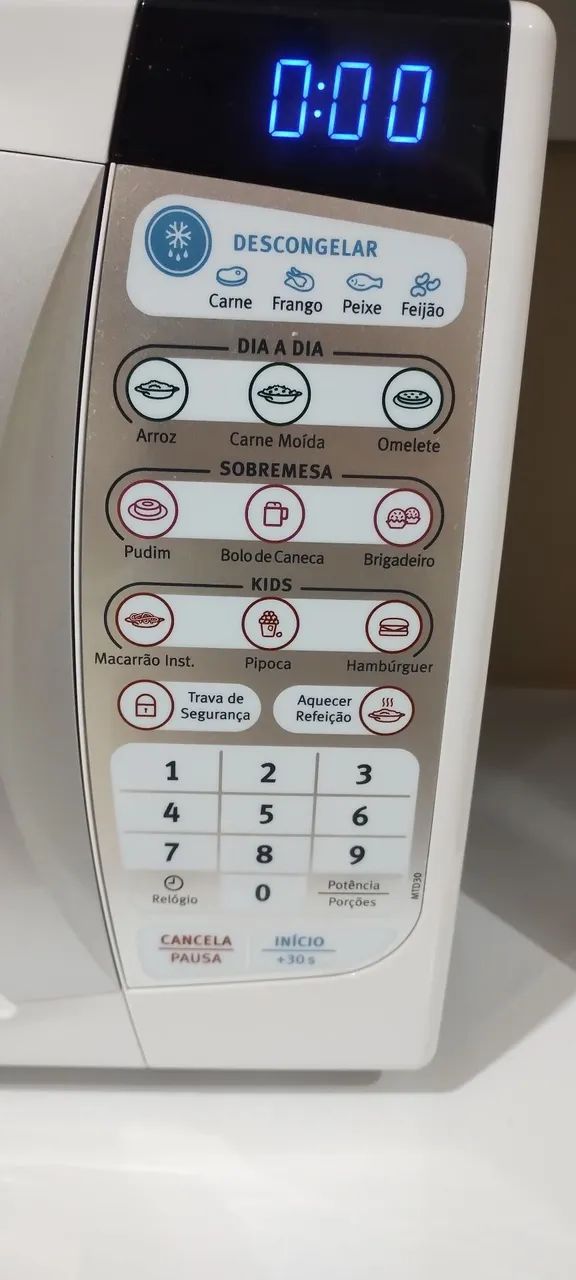 0:00
DESCONGELAR
Carne Frango Peixe Feijão
DIA A DIA
Arroz Carne Moída Omelete
SOBREMESA
Pudim Bolo de Caneca Brigadeiro
KIDS
Macarrão Inst. Pipoca Hambúrguer
Trava de
Segurança
Aquecer
Refeição
1 2 3
4 5 6
7 8 9
Relógio
0
Potência
Porções
MTD30
CANCELA
PAUSA
INÍCIO
+30 s